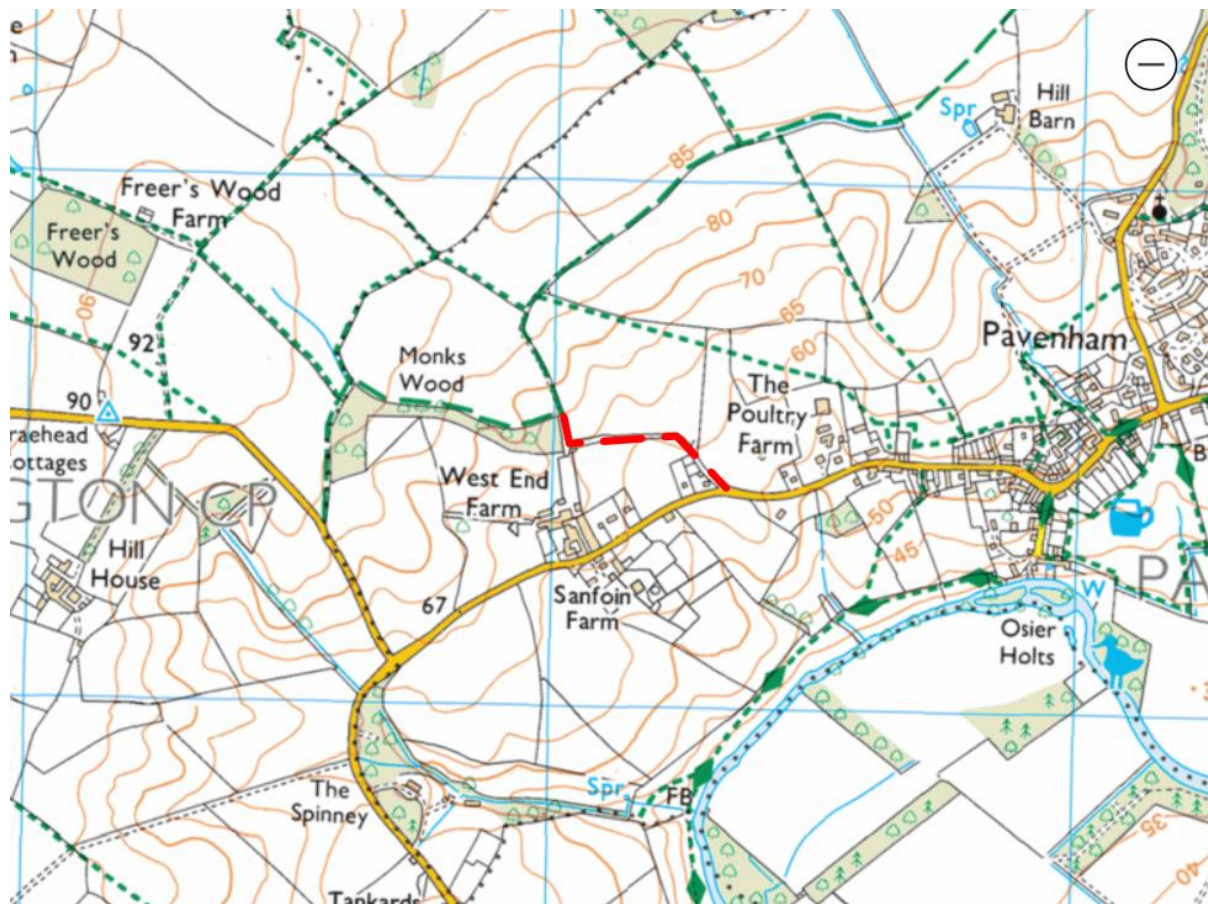 Hill
Barn
Spr
85
Freer's Wood
Farm
80
Freer's
Wood
70
90
65
Pavenham
92
60
Monks
Wood
The
Poultry
Farm
90
West End
Farm
GTON CP
50
45
Hill
House
PA
67
Sanfoin
Farm
W
Osier
Holts
Spr
FB
The
Spinney
35
40
Tankards